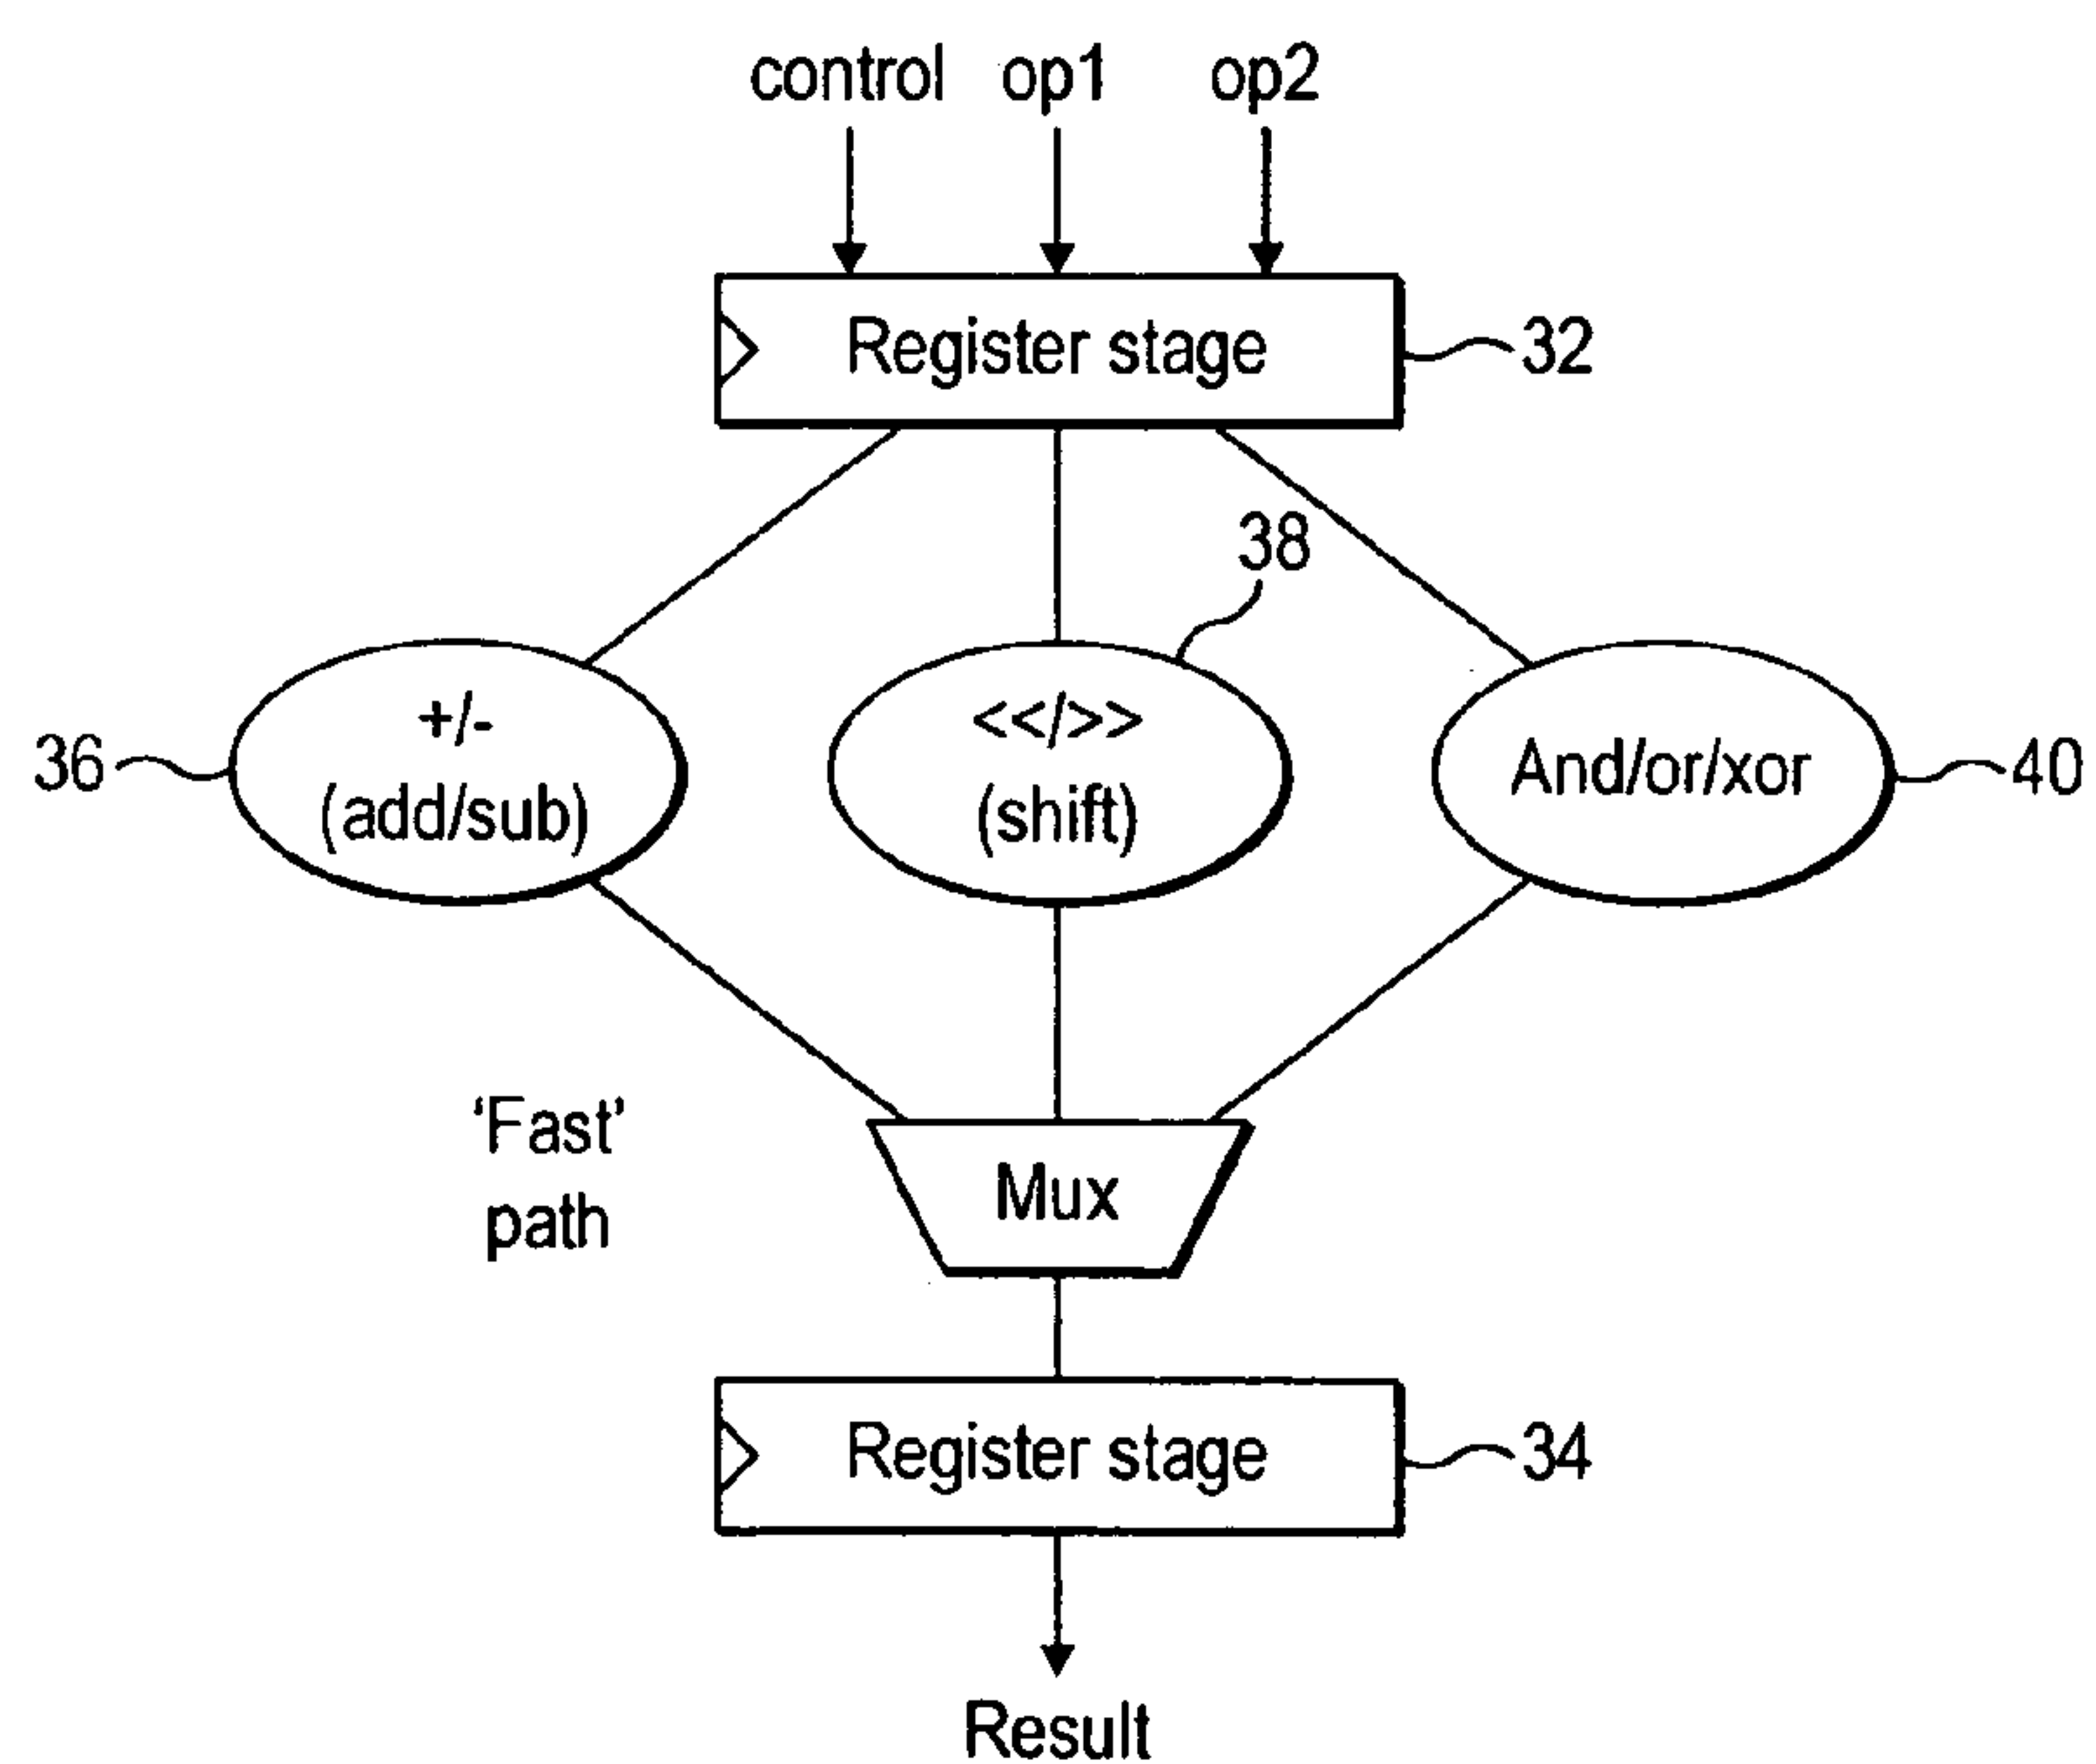 control op1 op2
Register stage 32
38
+/-
(add/sub)
36
<</>>
(shift)
And/or/xor
40
'Fast'
path
Mux
Register stage 34
Result